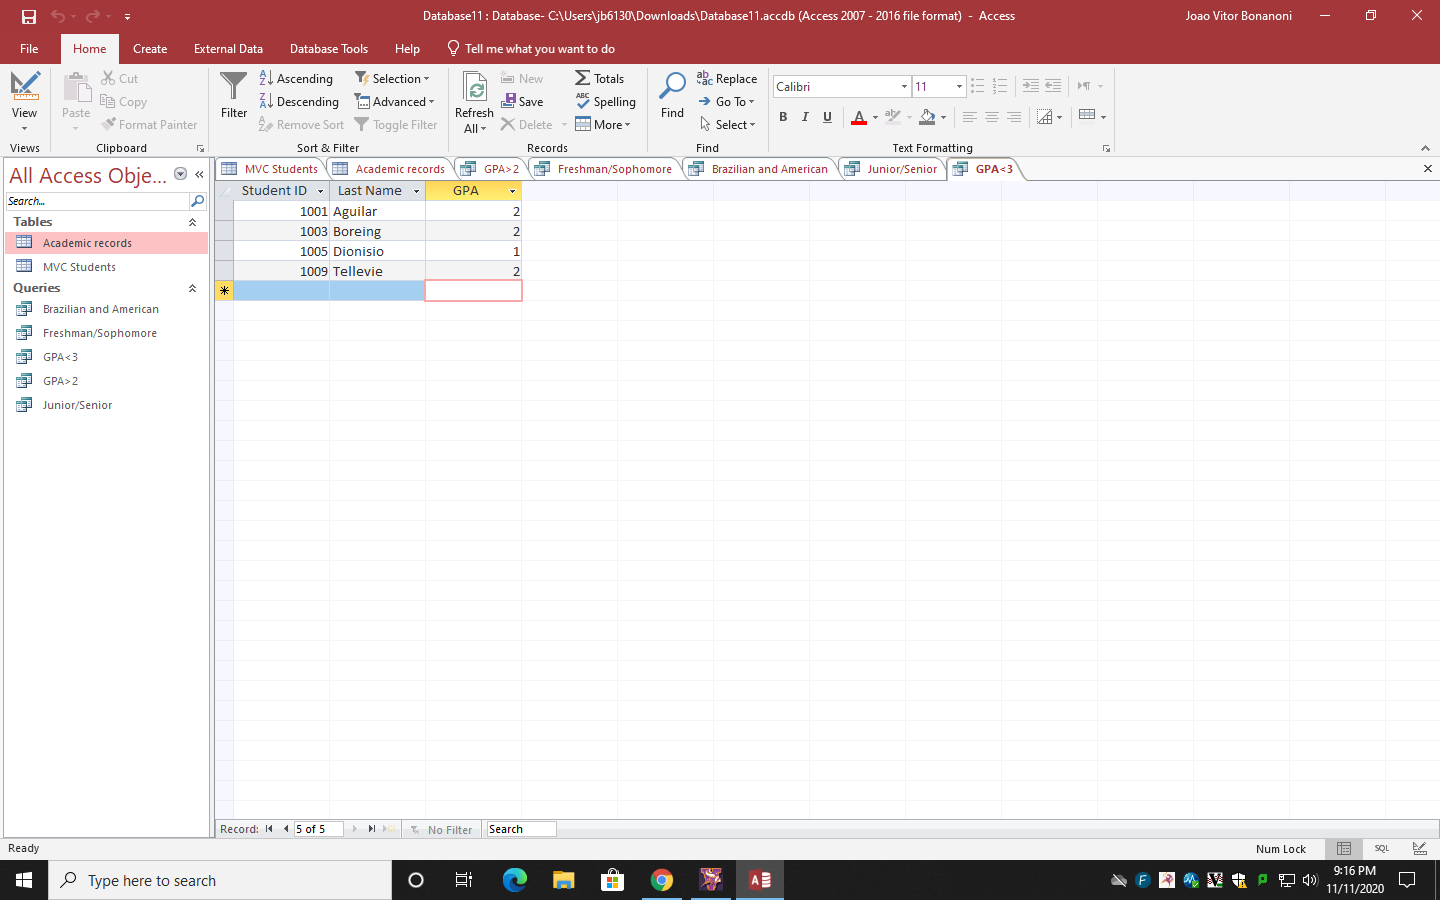 Database11 : Database- C:\Users\jb6130\Downloads\Database11.accdb (Access 2007 - 2016 file format) - Access
Joao Vitor Bonanoni
File Home Create External Data Database Tools Help Tell me what you want to do
View
Views
Paste
Cut
Copy
Format Painter
Clipboard
Filter
Ascending
Descending
Remove Sort
Selection
Advanced
Toggle Filter
Sort & Filter
Refresh
All
New
Save
Delete
Totals
Spelling
More
Records
Find
Replace
Go To
Select
Find
Calibri 11
B I U A
Text Formatting
All Access Obje...
Search...
Tables
Academic records
MVC Students
Queries
Brazilian and American
Freshman/Sophomore
GPA<3
GPA>2
Junior/Senior
MVC Students Academic records GPA>2 Freshman/Sophomore Brazilian and American Junior/Senior GPA<3
Student ID Last Name GPA
1001 Aguilar 2
1003 Boreing 2
1005 Dionisio 1
1009 Tellevie 2
Record: 5 of 5 No Filter Search
Ready
Num Lock
SQL
Type here to search
9:16 PM
11/11/2020